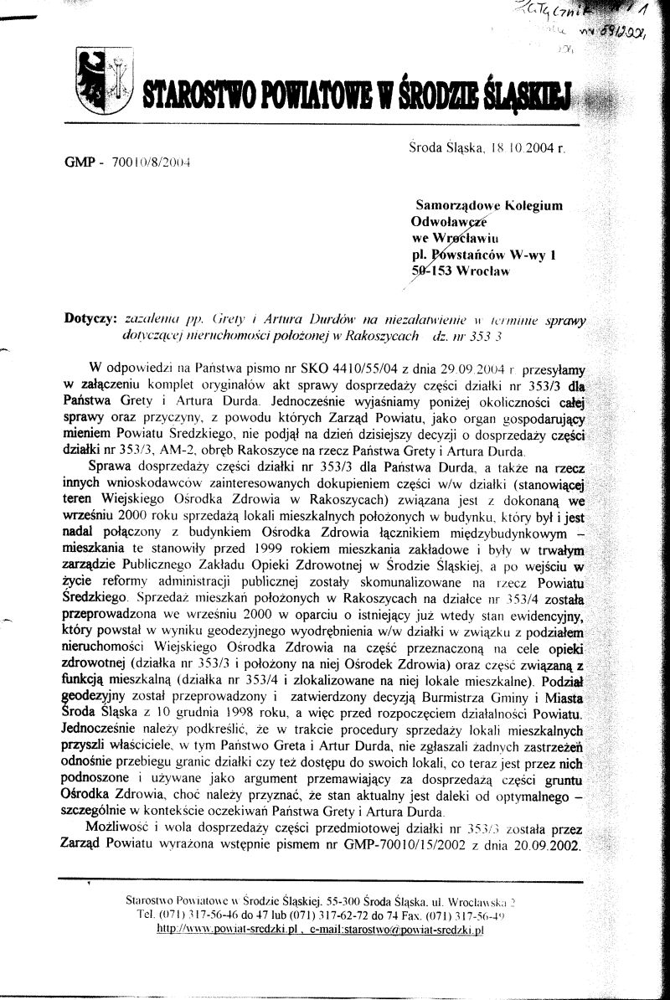 Załącznik nr 1
nr
STAROSTWO POWIATOWE W ŚRODZIE ŚLĄSKIEJ
Środa Śląska, 18.10.2004 r.
GMP - 70010/8/2004
Samorządowe Kolegium
Odwoławcze
we Wrocławiu
pl. Powstańców W-wy 1
50-153 Wrocław
Dotyczy: zażalenia pp. Grety i Artura Durdów na niezałatwienie w terminie sprawy
dotyczącej nieruchomości położonej w Rakoszycach dz. nr 353/3
W odpowiedzi na Państwa pismo nr SKO 4410/55/04 z dnia 29.09.2004 r. przesyłamy
w załączeniu komplet oryginałów akt sprawy dosprzedaży części działki nr 353/3 dla
Państwa Grety i Artura Durda. Jednocześnie wyjaśniamy poniżej okoliczności całej
sprawy oraz przyczyny, z powodu których Zarząd Powiatu, jako organ gospodarujący
mieniem Powiatu Średzkiego, nie podjął na dzień dzisiejszy decyzji o dosprzedaży części
działki nr 353/3, AM-2, obręb Rakoszyce na rzecz Państwa Grety i Artura Durda.
Sprawa dosprzedaży części działki nr 353/3 dla Państwa Durda, a także na rzecz
innych wnioskodawców zainteresowanych dokupieniem części w/w działki (stanowiącej
teren Wiejskiego Ośrodka Zdrowia w Rakoszycach) związana jest z dokonaną we
wrześniu 2000 roku sprzedażą lokali mieszkalnych położonych w budynku, który był i jest
nadal połączony z budynkiem Ośrodka Zdrowia łącznikiem międzybudynkowym –
mieszkania te stanowiły przed 1999 rokiem mieszkania zakładowe i były w trwałym
zarządzie Publicznego Zakładu Opieki Zdrowotnej w Środzie Śląskiej, a po wejściu w
życie reformy administracji publicznej zostały skomunalizowane na rzecz Powiatu
Średzkiego. Sprzedaż mieszkań położonych w Rakoszycach na działce nr 353/4 została
przeprowadzona we wrześniu 2000 w oparciu o istniejący już wtedy stan ewidencyjny,
który powstał w wyniku geodezyjnego wyodrębnienia w/w działki w związku z podziałem
nieruchomości Wiejskiego Ośrodka Zdrowia na część przeznaczoną na cele opieki
zdrowotnej (działka nr 353/3 i położony na niej Ośrodek Zdrowia) oraz część związaną z
funkcją mieszkalną (działka nr 353/4 i zlokalizowane na niej lokale mieszkalne). Podział
geodezyjny został przeprowadzony i zatwierdzony decyzją Burmistrza Gminy i Miasta
Środa Śląska z 10 grudnia 1998 roku, a więc przed rozpoczęciem działalności Powiatu.
Jednocześnie należy podkreślić, że w trakcie procedury sprzedaży lokali mieszkalnych
przyszli właściciele, w tym Państwo Greta i Artur Durda, nie zgłaszali żadnych zastrzeżeń
odnośnie przebiegu granic działki czy też dostępu do swoich lokali, co teraz jest przez nich
podnoszone i używane jako argument przemawiający za dosprzedażą części gruntu
Ośrodka Zdrowia, choć należy przyznać, że stan aktualny jest daleki od optymalnego –
szczególnie w kontekście oczekiwań Państwa Grety i Artura Durda.
Możliwość i wola dosprzedaży części przedmiotowej działki nr 353/3 została przez
Zarząd Powiatu wyrażona wstępnie pismem nr GMP-70010/15/2002 z dnia 20.09.2002.
Starostwo Powiatowe w Środzie Śląskiej, 55-300 Środa Śląska, ul. Wrocławska 2
Tel. (071) 317-56-46 do 47 lub (071) 317-62-72 do 74 Fax. (071) 317-56-49
http://www.powiat-sredzki.pl , e-mail:starostwo@powiat-sredzki.pl